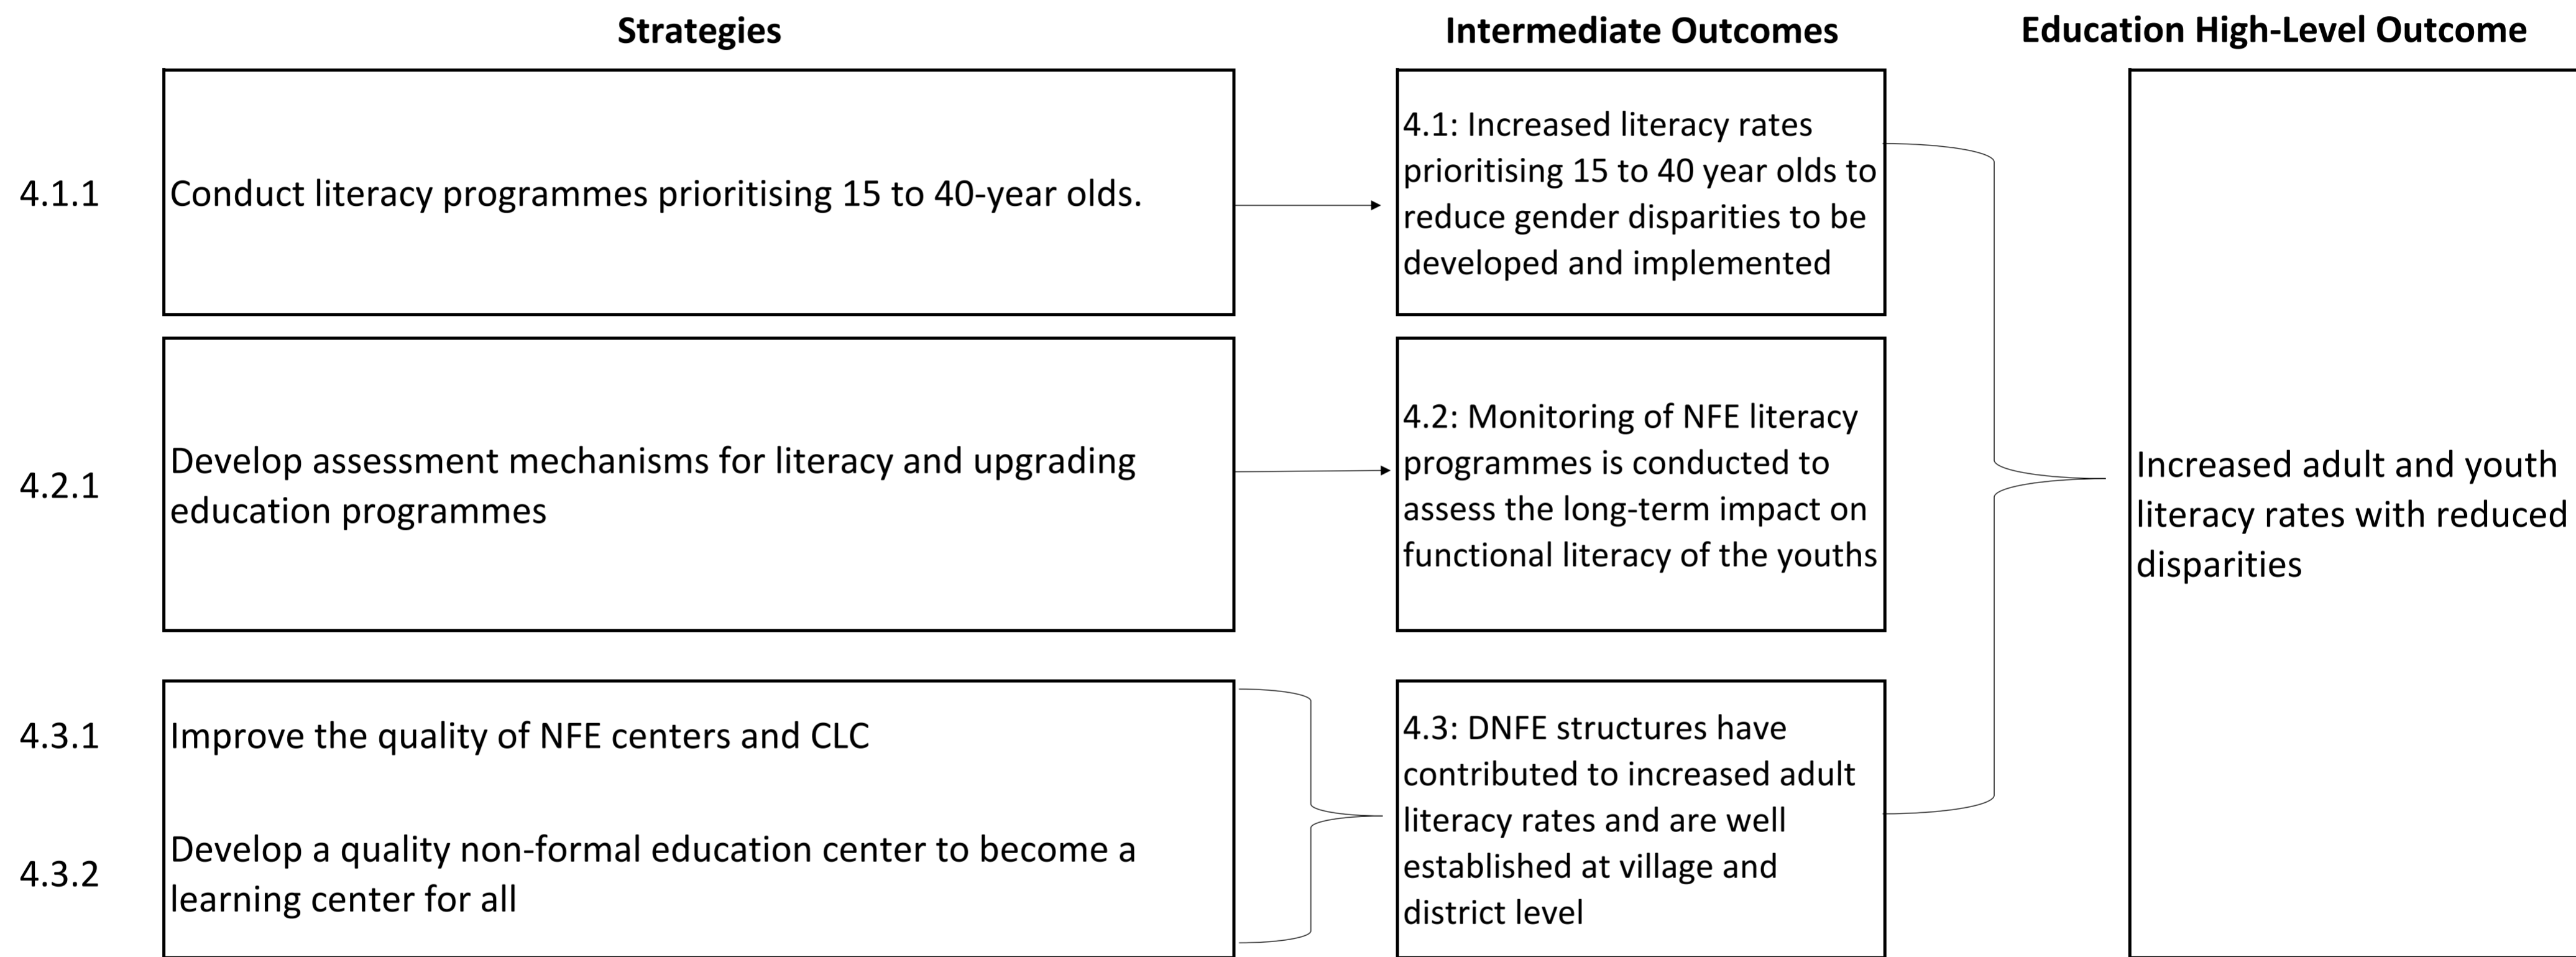 Strategies
Intermediate Outcomes
Education High-Level Outcome
4.1.1
Conduct literacy programmes prioritising 15 to 40-year olds.
4.1: Increased literacy rates
prioritising 15 to 40 year olds to
reduce gender disparities to be
developed and implemented
4.2.1
Develop assessment mechanisms for literacy and upgrading
education programmes
4.2: Monitoring of NFE literacy
programmes is conducted to
assess the long-term impact on
functional literacy of the youths
4.3.1
Improve the quality of NFE centers and CLC
4.3.2
Develop a quality non-formal education center to become a
learning center for all
4.3: DNFE structures have
contributed to increased adult
literacy rates and are well
established at village and
district level
Increased adult and youth
literacy rates with reduced
disparities